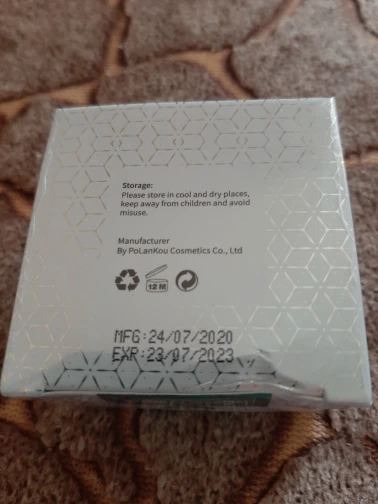 Storage:
Please store in cool and dry places,
keep away from children and avoid
misuse.
Manufacturer
By PoLanKou Cosmetics Co., Ltd
12 M
MFG:24/07/2020
EXP:23/07/2023